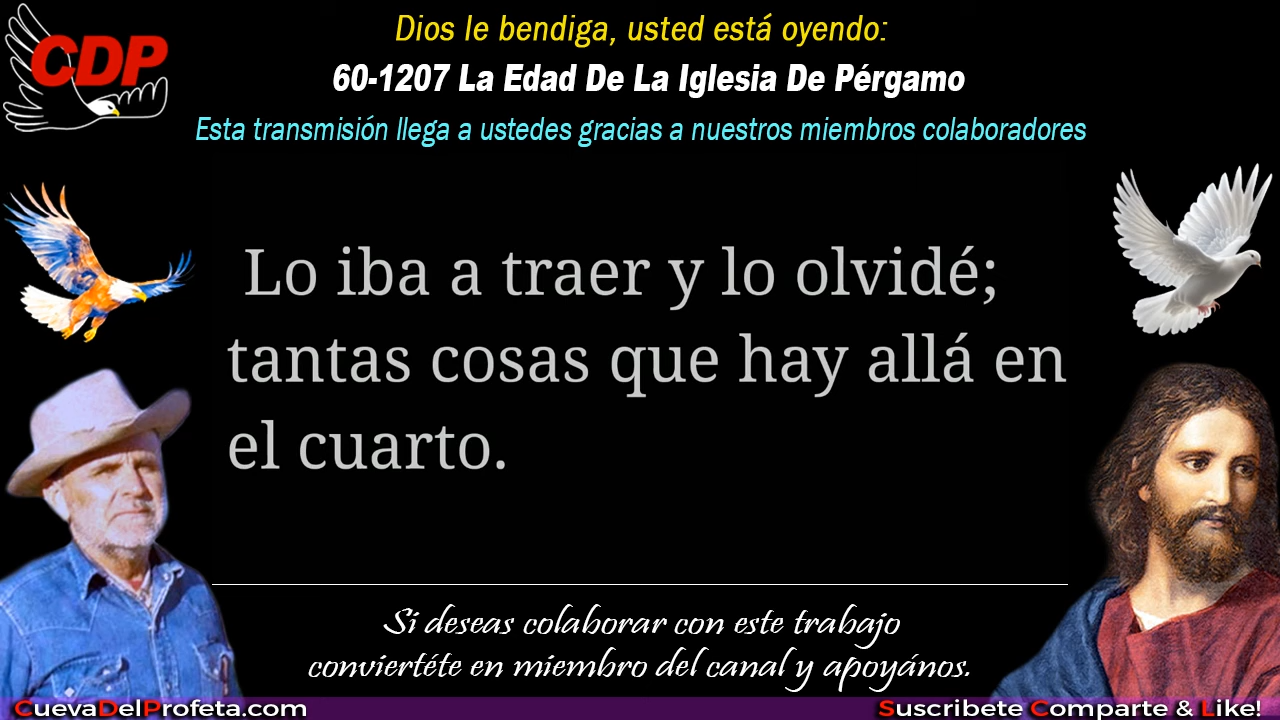 CDP
Dios le bendiga, usted está oyendo:
60-1207 La Edad De La Iglesia De Pérgamo
Esta transmisión llega a ustedes gracias a nuestros miembros colaboradores
Lo iba a traer y lo olvidé;
tantas cosas que hay allá en
el cuarto.
Si deseas colaborar con este trabajo
conviertéte en miembro del canal y apoyános.
CuevaDelProfeta.com
Suscribete Comparte & Like!